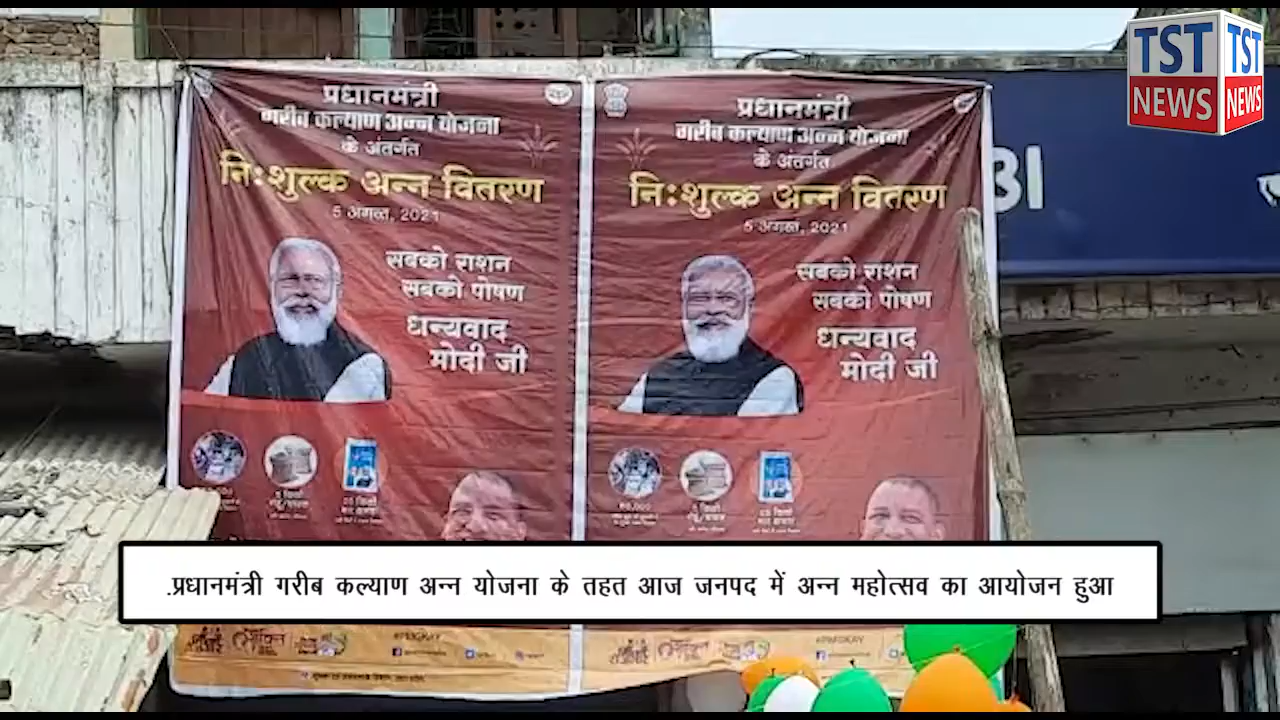 TST
NEWS
TST
NEWS
प्रधानमंत्री
गरीब कल्याण अन्न योजना
के अंतर्गत
निःशुल्क अन्न वितरण
5 अगस्त, 2021
सबको राशन
सबको पोषण
धन्यवाद
मोदी जी
प्रधानमंत्री
गरीब कल्याण अन्न योजना
के अंतर्गत
निःशुल्क अन्न वितरण
5 अगस्त, 2021
सबको राशन
सबको पोषण
धन्यवाद
मोदी जी
.प्रधानमंत्री गरीब कल्याण अन्न योजना के तहत आज जनपद में अन्न महोत्सव का आयोजन हुआ
#PMGKAY
#PMGKAY